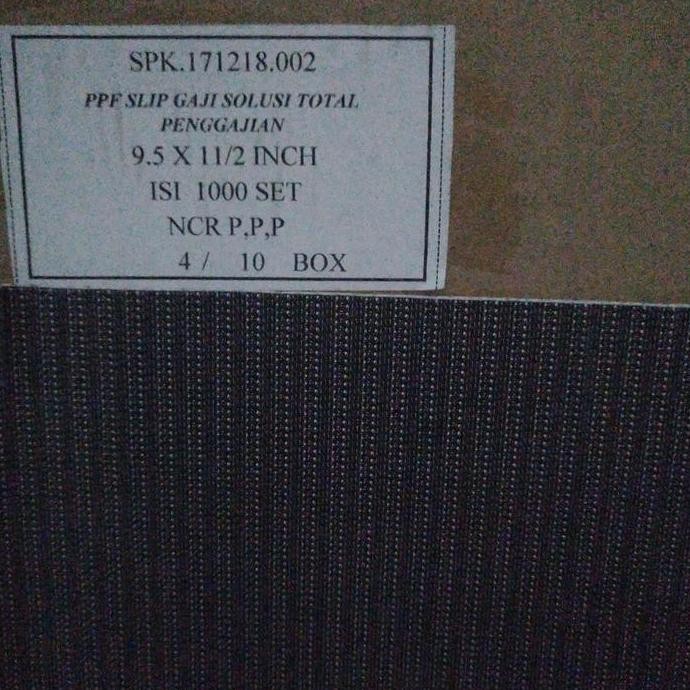 SPK.171218.002
PPF SLIP GAJI SOLUSI TOTAL
PENGGAJIAN
9.5 X 11/2 INCH
ISI 1000 SET
NCR P,P,P
4 / 10 BOX